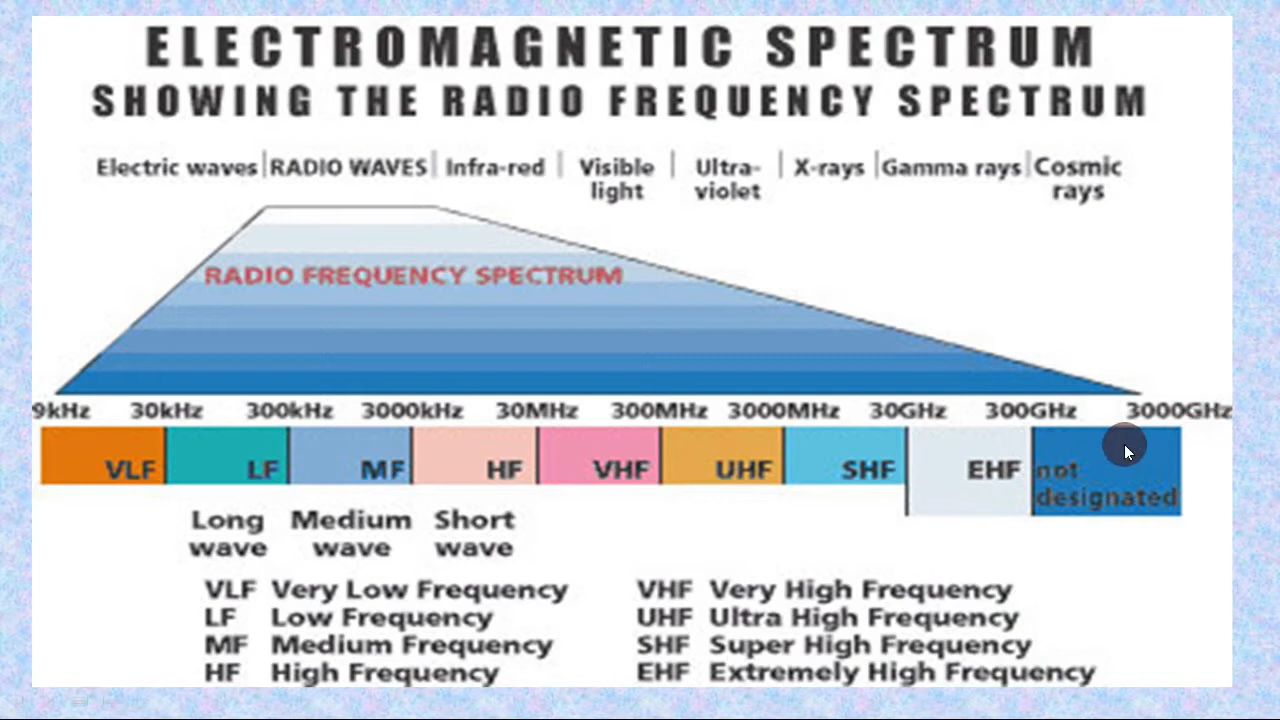 ELECTROMAGNETIC SPECTRUM
SHOWING THE RADIO FREQUENCY SPECTRUM
Electric waves RADIO WAVES Infra-red Visible light Ultra-violet X-rays Gamma rays Cosmic rays
RADIO FREQUENCY SPECTRUM
9kHz 30kHz 300kHz 3000kHz 30MHz 300MHz 3000MHz 30GHz 300GHz 3000GHz
VLF LF MF HF VHF UHF SHF EHF not designated
Long wave Medium wave Short wave
VLF Very Low Frequency
LF Low Frequency
MF Medium Frequency
HF High Frequency
VHF Very High Frequency
UHF Ultra High Frequency
SHF Super High Frequency
EHF Extremely High Frequency